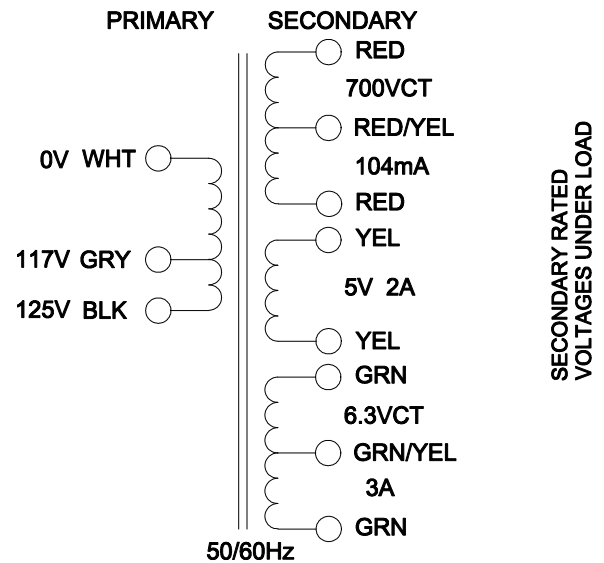 PRIMARY
SECONDARY
RED
700VCT
RED/YEL
104mA
RED
0V WHT
117V GRY
125V BLK
YEL
5V 2A
YEL
GRN
6.3VCT
GRN/YEL
3A
GRN
50/60Hz
SECONDARY RATED
VOLTAGES UNDER LOAD